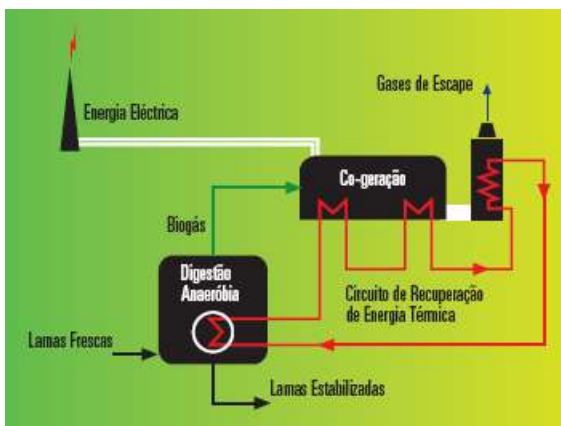 Gases de Escape
Energia Eléctrica
Co-geração
Biogás
Digestão
Anaeróbia
Circuito de Recuperação
de Energia Térmica
Lamas Frescas
Lamas Estabilizadas